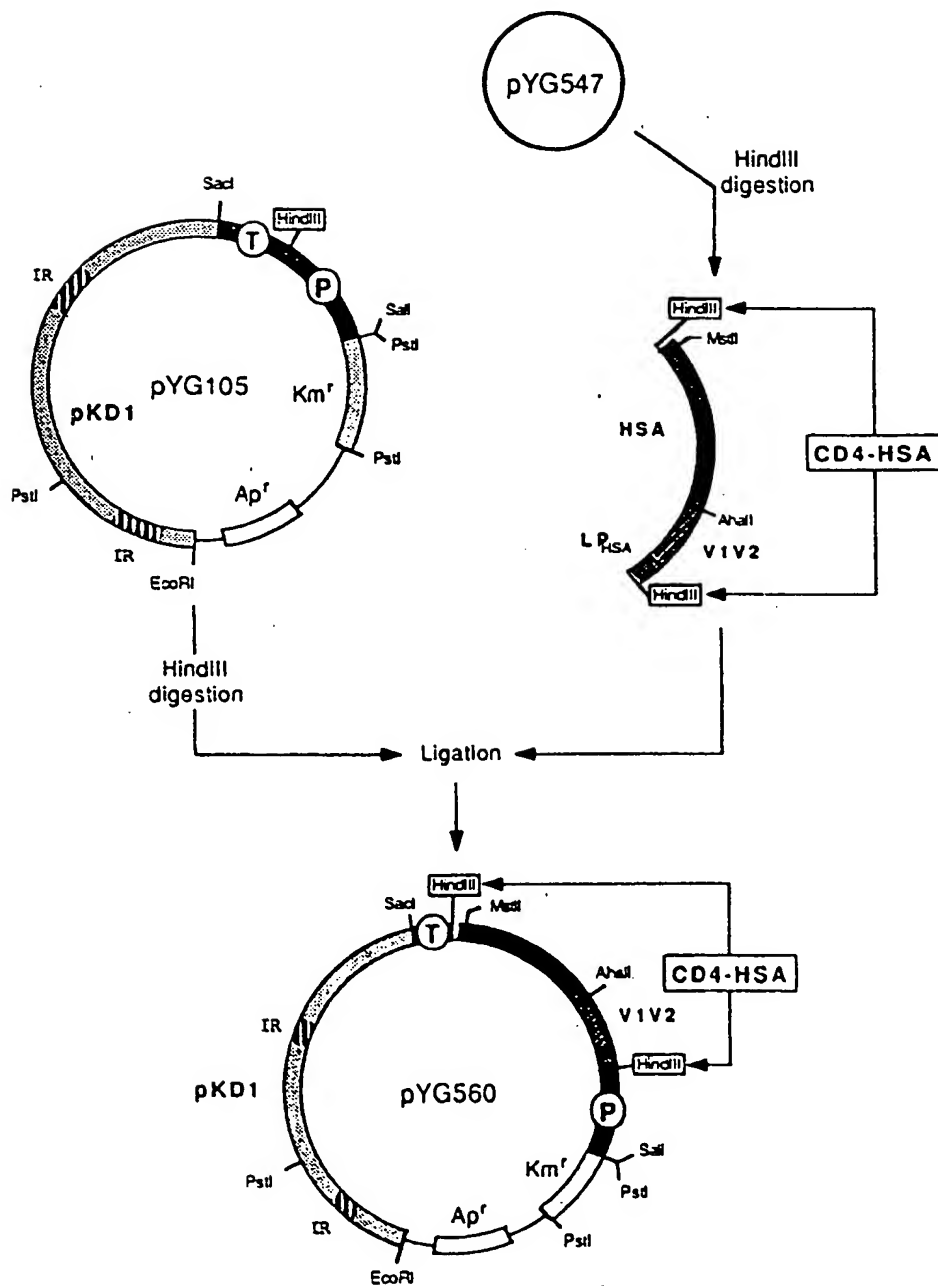 pYG547
HindIII
digestion
SacI
T
HindIII
P
SalI
PstI
IR
pYG105
pKD1
Kmr
PstI
PstI
Apr
IR
EcoRI
HindIII
MstII
HSA
CD4-HSA
AhaII
LPHSA
V1V2
HindIII
HindIII
digestion
Ligation
HindIII
SacI
T
MstII
AhaII
CD4-HSA
V1V2
IR
HindIII
pKD1
pYG560
P
SalI
Kmr
PstI
PstI
PstI
IR
Apr
EcoRI